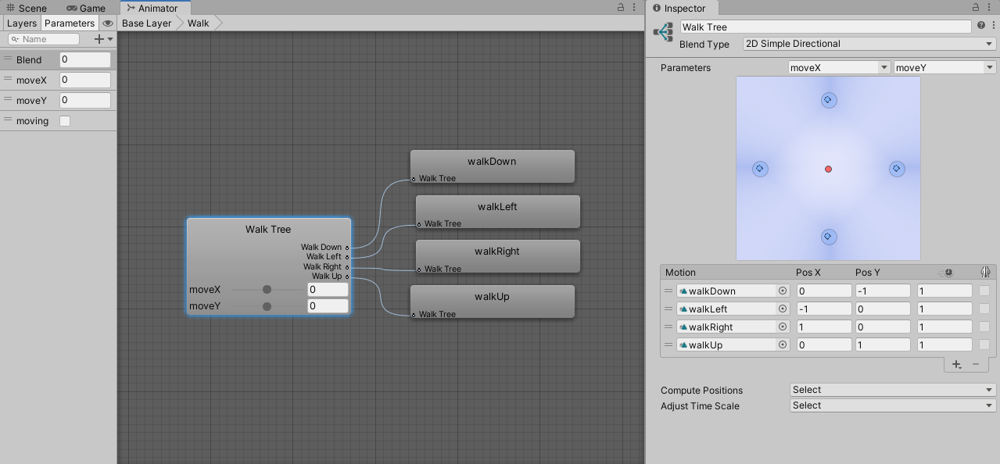 Scene Game Animator
Layers Parameters
Base Layer Walk
Name
Blend 0
moveX 0
moveY 0
moving
walkDown
Walk Tree
walkLeft
Walk Tree
walkRight
Walk Tree
walkUp
Walk Tree
Walk Tree
Walk Down
Walk Left
Walk Right
Walk Up
moveX 0
moveY 0
Inspector
Walk Tree
Blend Type 2D Simple Directional
Parameters moveX moveY
Motion Pos X Pos Y
walkDown 0 -1 1
walkLeft -1 0 1
walkRight 1 0 1
walkUp 0 1 1
Compute Positions Select
Adjust Time Scale Select